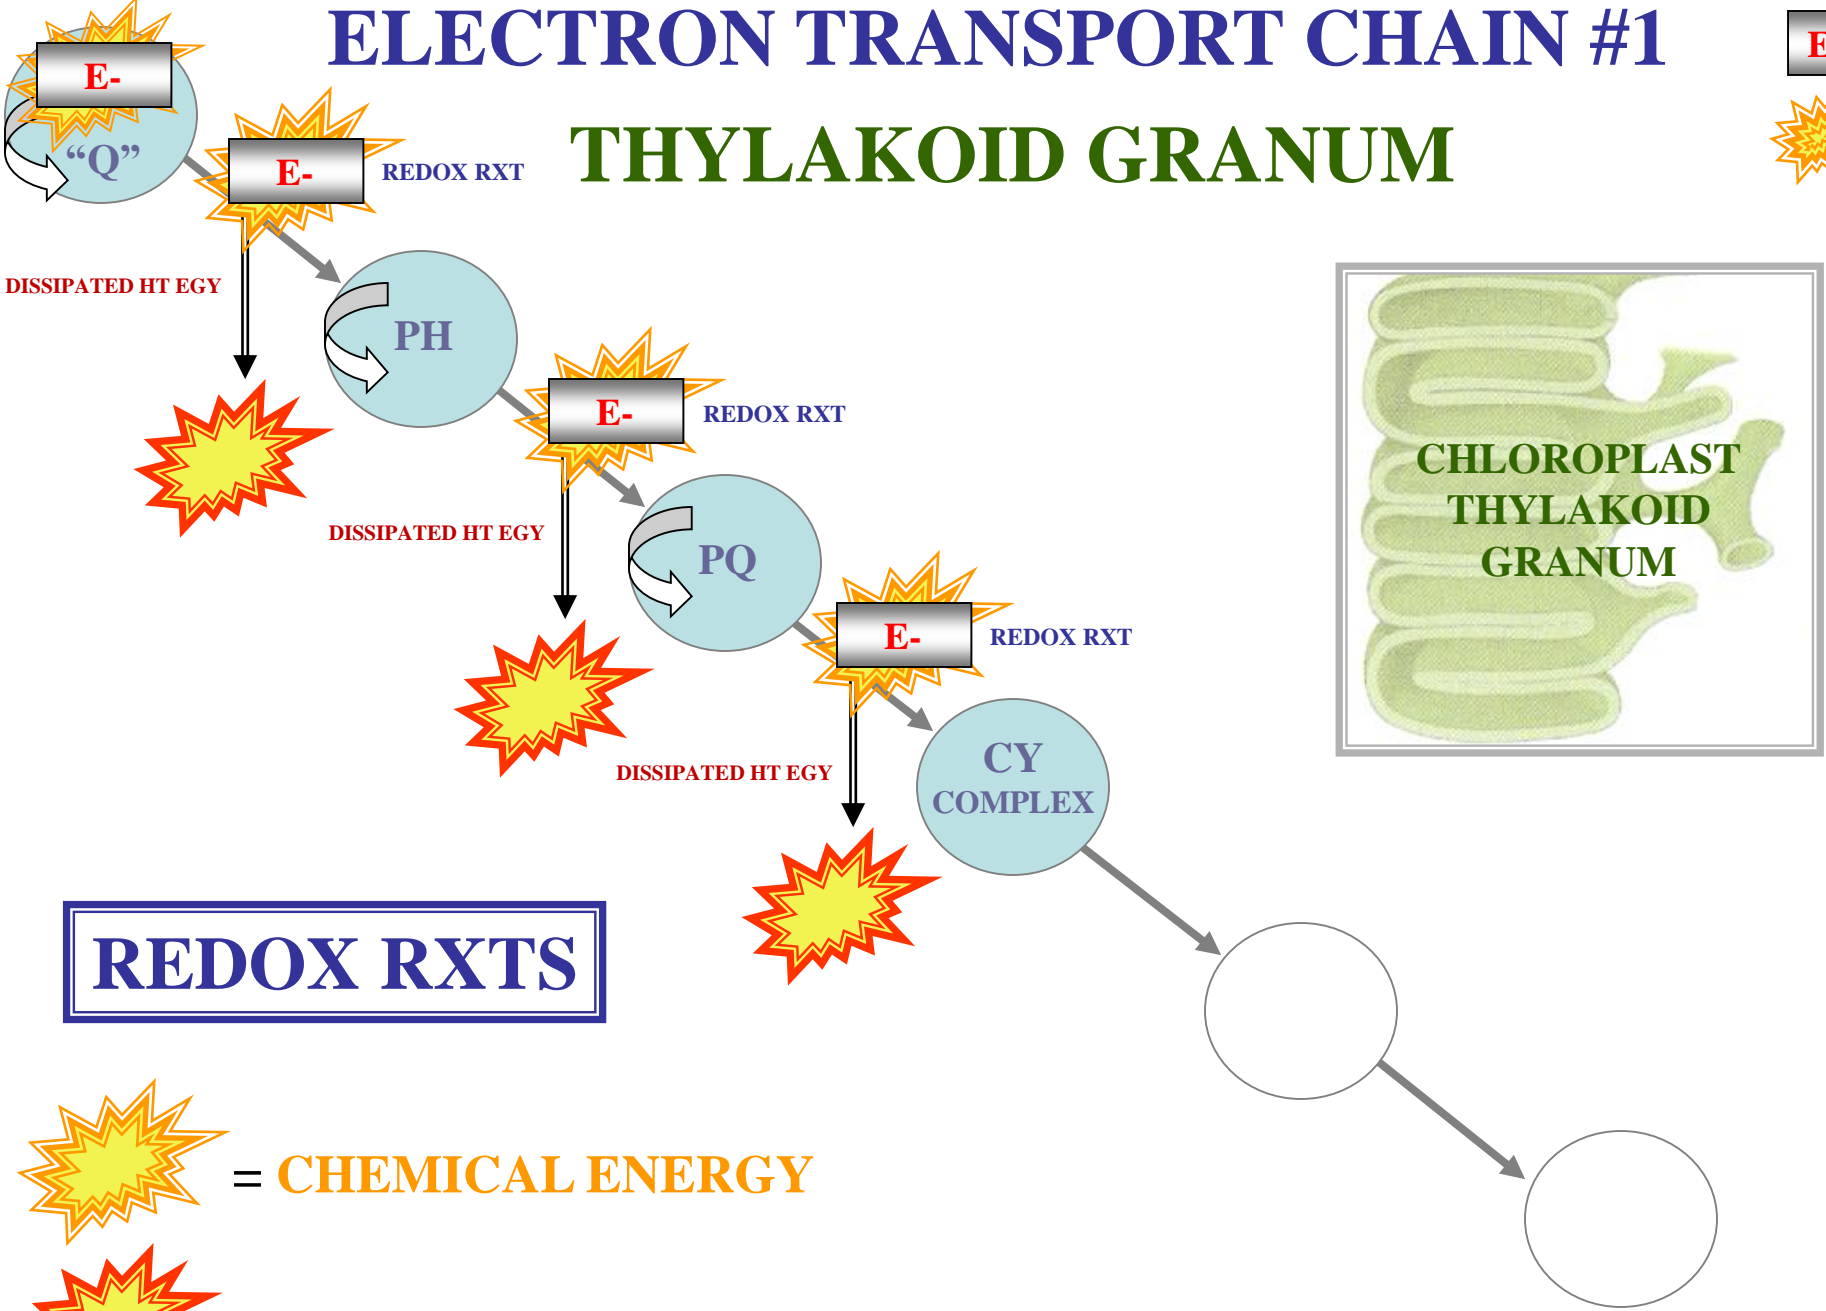 ELECTRON TRANSPORT CHAIN #1
THYLAKOID GRANUM
E-
“Q”
E-
REDOX RXT
DISSIPATED HT EGY
PH
E-
REDOX RXT
DISSIPATED HT EGY
PQ
E-
REDOX RXT
DISSIPATED HT EGY
CY
COMPLEX
CHLOROPLAST
THYLAKOID
GRANUM
REDOX RXTS
= CHEMICAL ENERGY